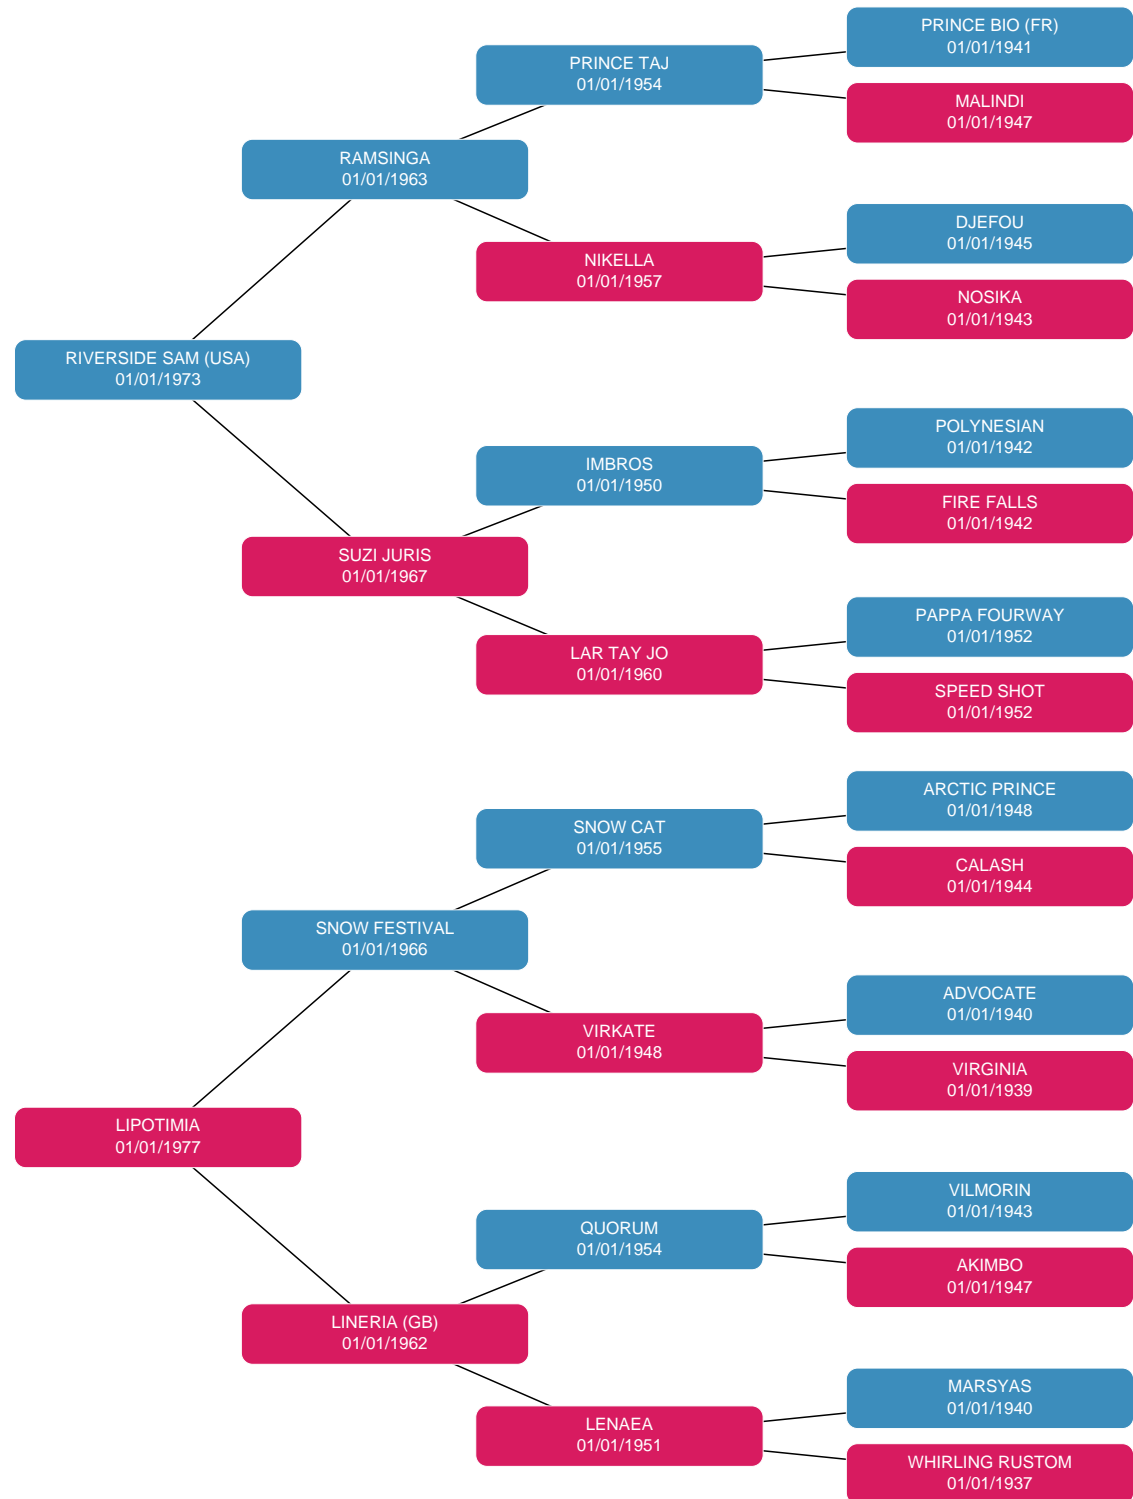 PRINCE BIO (FR)
01/01/1941
PRINCE TAJ
01/01/1954
MALINDI
01/01/1947
RAMSINGA
01/01/1963
DJEFOU
01/01/1945
NIKELLA
01/01/1957
NOSIKA
01/01/1943
RIVERSIDE SAM (USA)
01/01/1973
POLYNESIAN
01/01/1942
IMBROS
01/01/1950
FIRE FALLS
01/01/1942
SUZI JURIS
01/01/1967
PAPPA FOURWAY
01/01/1952
LAR TAY JO
01/01/1960
SPEED SHOT
01/01/1952
ARCTIC PRINCE
01/01/1948
SNOW CAT
01/01/1955
CALASH
01/01/1944
SNOW FESTIVAL
01/01/1966
ADVOCATE
01/01/1940
VIRKATE
01/01/1948
VIRGINIA
01/01/1939
LIPOTIMIA
01/01/1977
VILMORIN
01/01/1943
QUORUM
01/01/1954
AKIMBO
01/01/1947
LINERIA (GB)
01/01/1962
MARSYAS
01/01/1940
LENAEA
01/01/1951
WHIRLING RUSTOM
01/01/1937